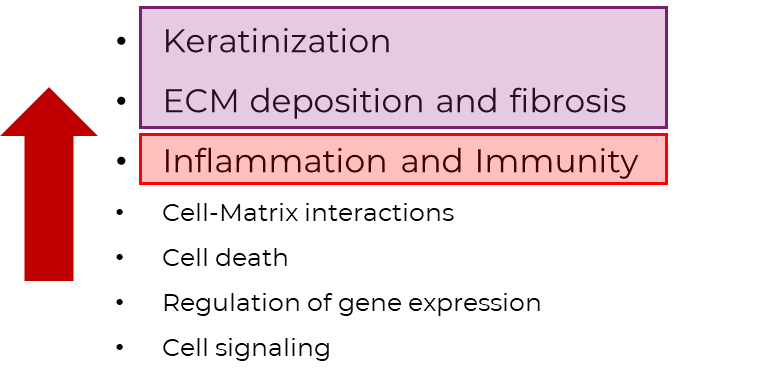 • Keratinization
• ECM deposition and fibrosis
• Inflammation and Immunity
• Cell-Matrix interactions
• Cell death
• Regulation of gene expression
• Cell signaling